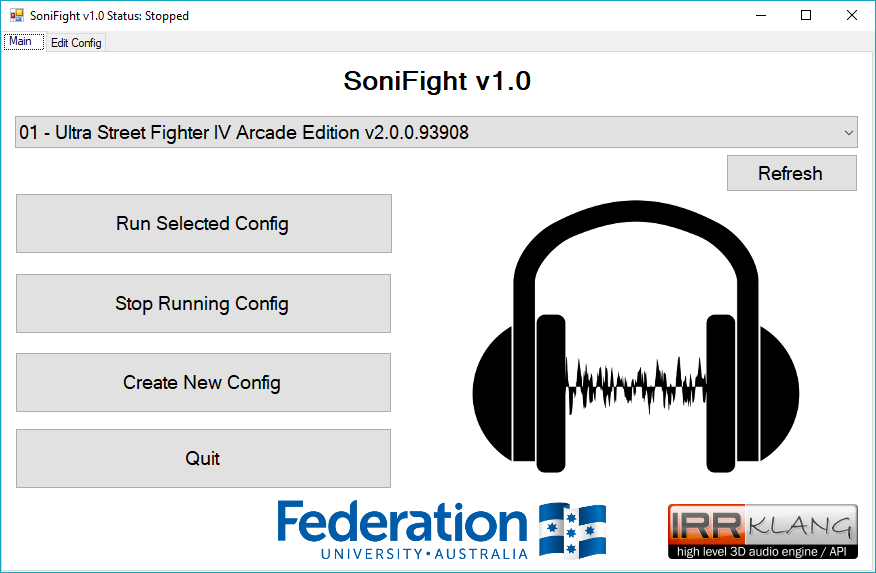 SoniFight v1.0 Status: Stopped
Main Edit Config
SoniFight v1.0
01 - Ultra Street Fighter IV Arcade Edition v2.0.0.93908
Refresh
Run Selected Config
Stop Running Config
Create New Config
Quit
Federation
UNIVERSITY • AUSTRALIA
IRRKLANG
high level 3D audio engine / API